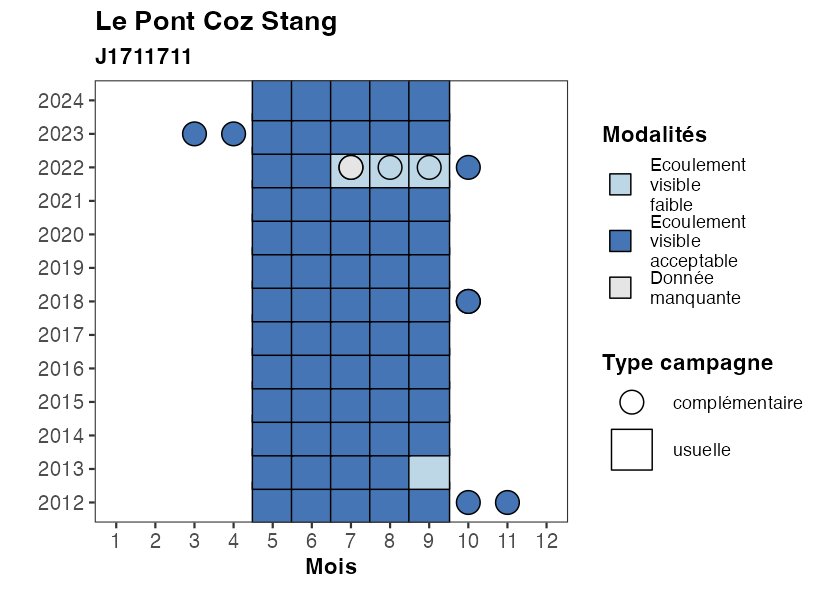 Le Pont Coz Stang
J1711711
2024
2023
2022
2021
2020
2019
2018
2017
2016
2015
2014
2013
2012
1 2 3 4 5 6 7 8 9 10 11 12
Mois
Modalités
Ecoulement
visible
faible
Ecoulement
visible
acceptable
Donnée
manquante
Type campagne
complémentaire
usuelle